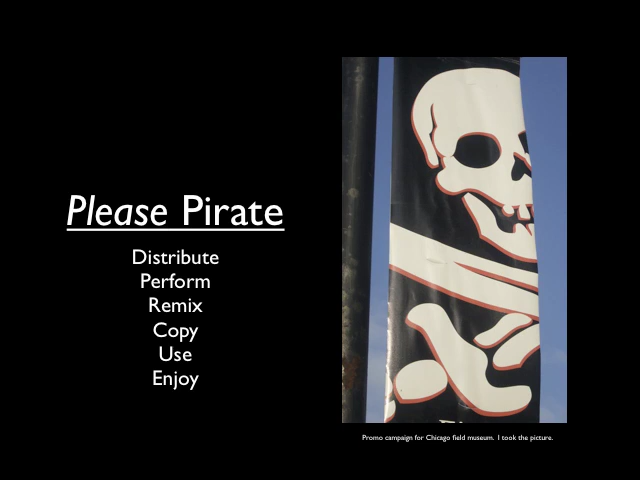 Please Pirate
Distribute
Perform
Remix
Copy
Use
Enjoy
Promo campaign for Chicago field museum. I took the picture.